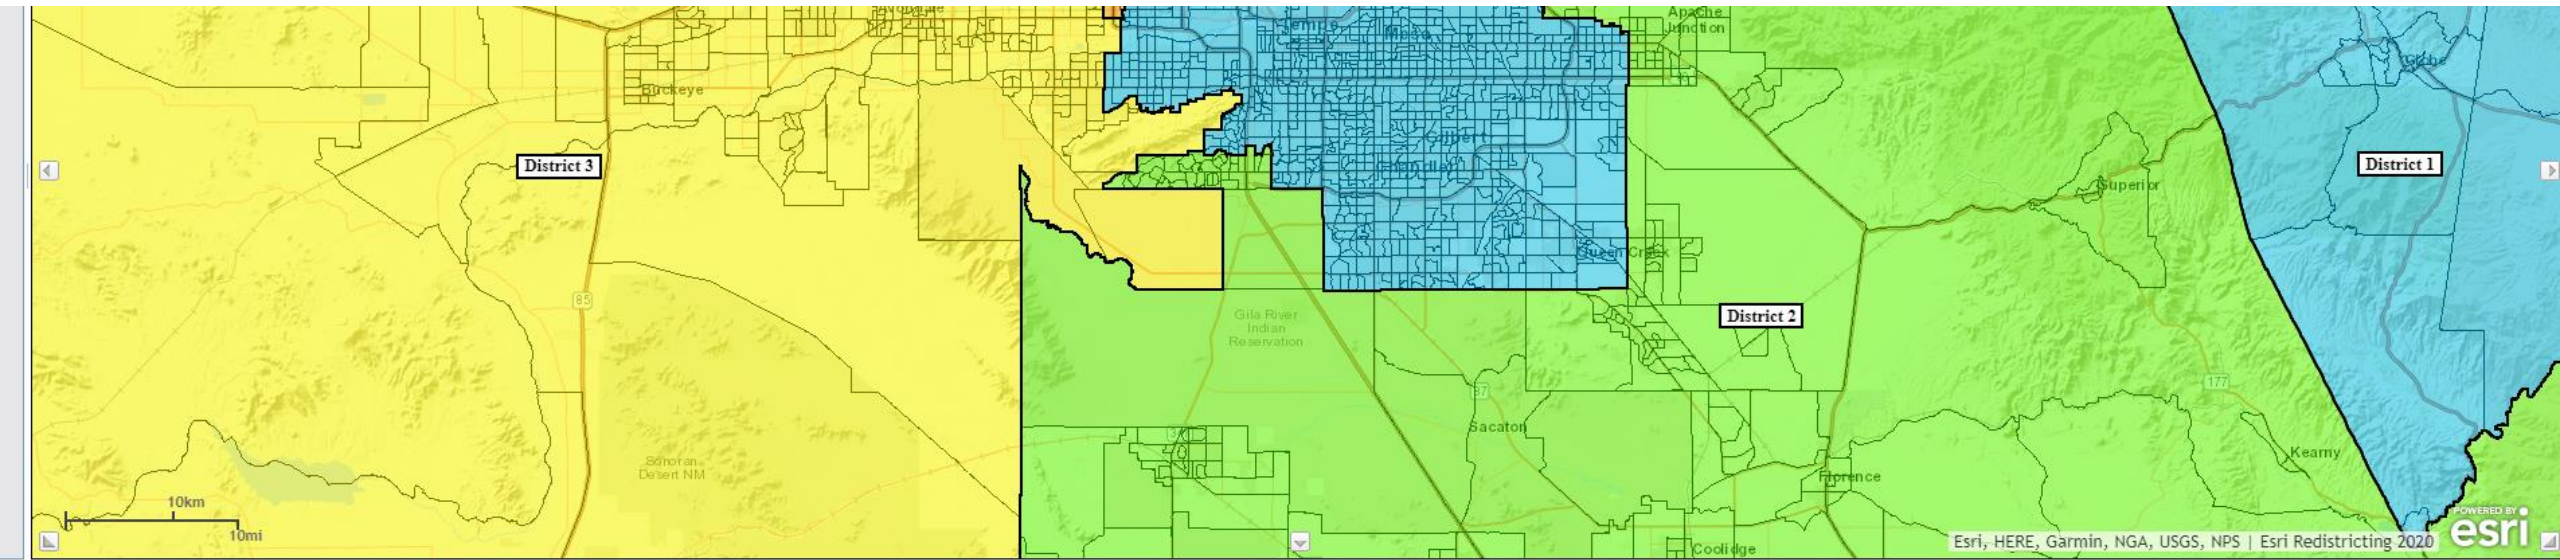 Avondale
Tempe
Mesa
Apache
Junction
Globe
Buckeye
Gilbert
Chandler
District 3
District 1
Superior
Queen Creek
85
Gila River
Indian
Reservation
District 2
177
87
Sacaton
Sonoran
Desert NM
Kearny
Florence
10km
10mi
Coolidge
POWERED BY
esri
Esri, HERE, Garmin, NGA, USGS, NPS | Esri Redistricting 2020